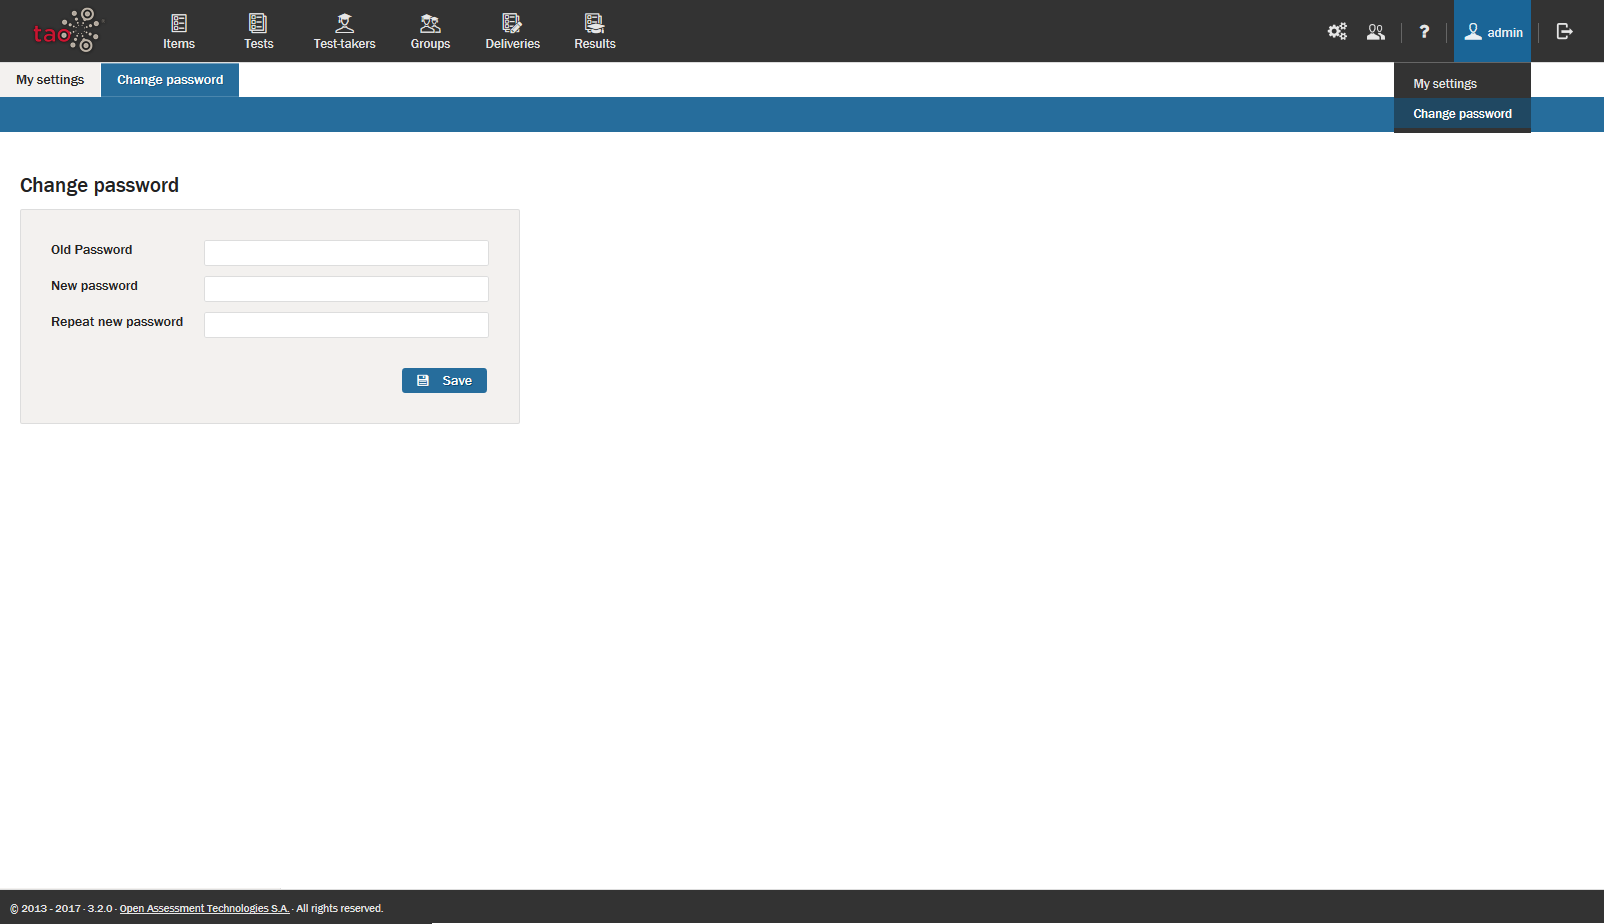 tao
Items
Tests
Test-takers
Groups
Deliveries
Results
?
admin
My settings
Change password
My settings
Change password
Change password
Old Password
New password
Repeat new password
Save
© 2013 - 2017 · 3.2.0 · Open Assessment Technologies S.A. · All rights reserved.